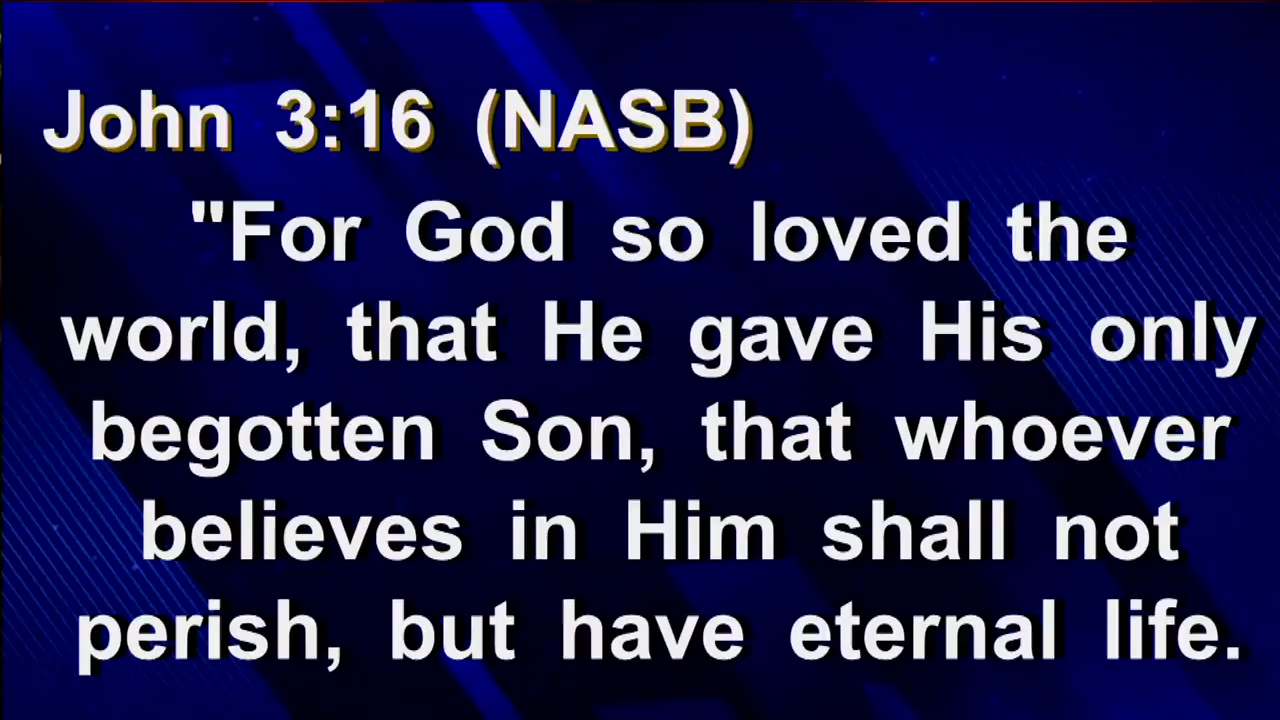 John 3:16 (NASB)
"For God so loved the
world, that He gave His only
begotten Son, that whoever
believes in Him shall not
perish, but have eternal life.